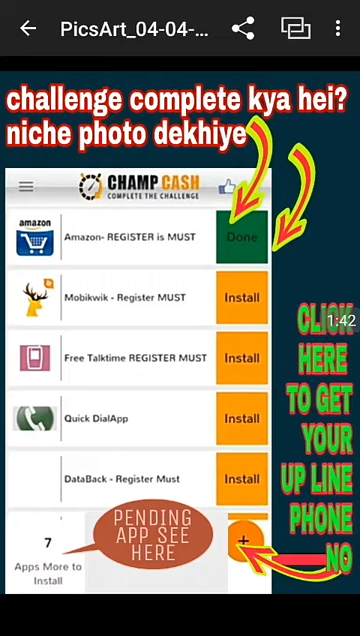 PicsArt_04-04-...
challenge complete kya hei?
niche photo dekhiye
CHAMP CASH
COMPLETE THE CHALLENGE
amazon
Amazon- REGISTER is MUST
Done
Mobikwik - Register MUST
Install
Free Talktime REGISTER MUST
Install
Quick DialApp
Install
DataBack - Register Must
Install
7
Apps More to
Install
PENDING
APP SEE
HERE
+
1:42
CLICK
HERE
TO GET
YOUR
UP LINE
PHONE
NO